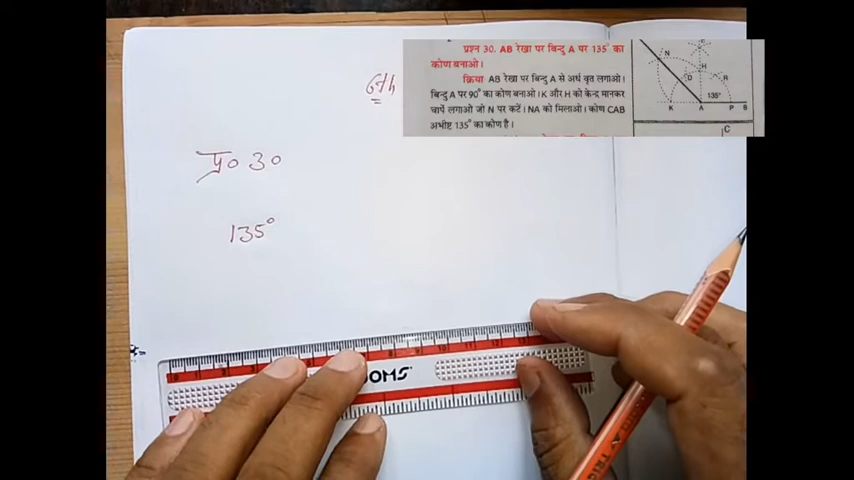 6th
प्रश्न 30. AB रेखा पर बिन्दु A पर 135° का
कोण बनाओ।
क्रिया AB रेखा पर बिन्दु A से अर्ध वृत लगाओ।
बिन्दु A पर 90° का कोण बनाओ। K और H को केन्द्र मानकर
चापें लगाओ जो N पर कटें। NA को मिलाओ। कोण CAB
अभीष्ट 135° का कोण है।
N
H
D
R
135°
K A P B
C
प्र० 30
135°
OMS